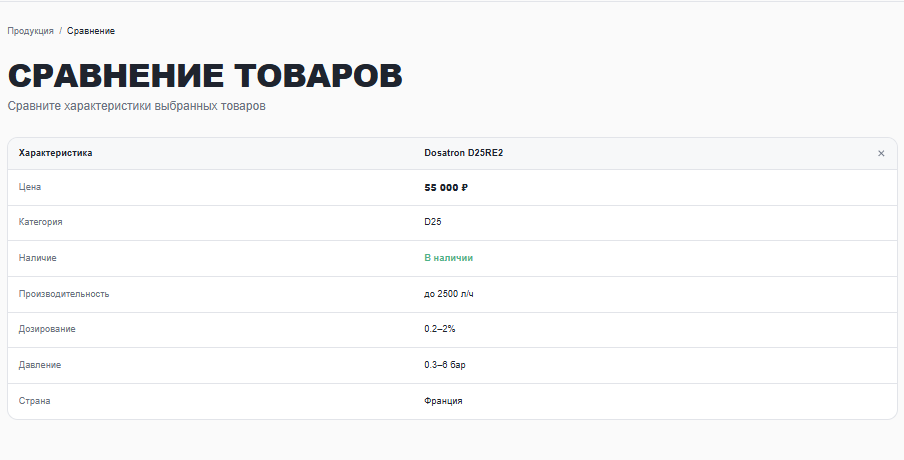 Продукция / Сравнение
СРАВНЕНИЕ ТОВАРОВ
Сравните характеристики выбранных товаров
Характеристика Dosatron D25RE2 ×
Цена 55 000 ₽
Категория D25
Наличие В наличии
Производительность до 2500 л/ч
Дозирование 0.2–2%
Давление 0.3–6 бар
Страна Франция